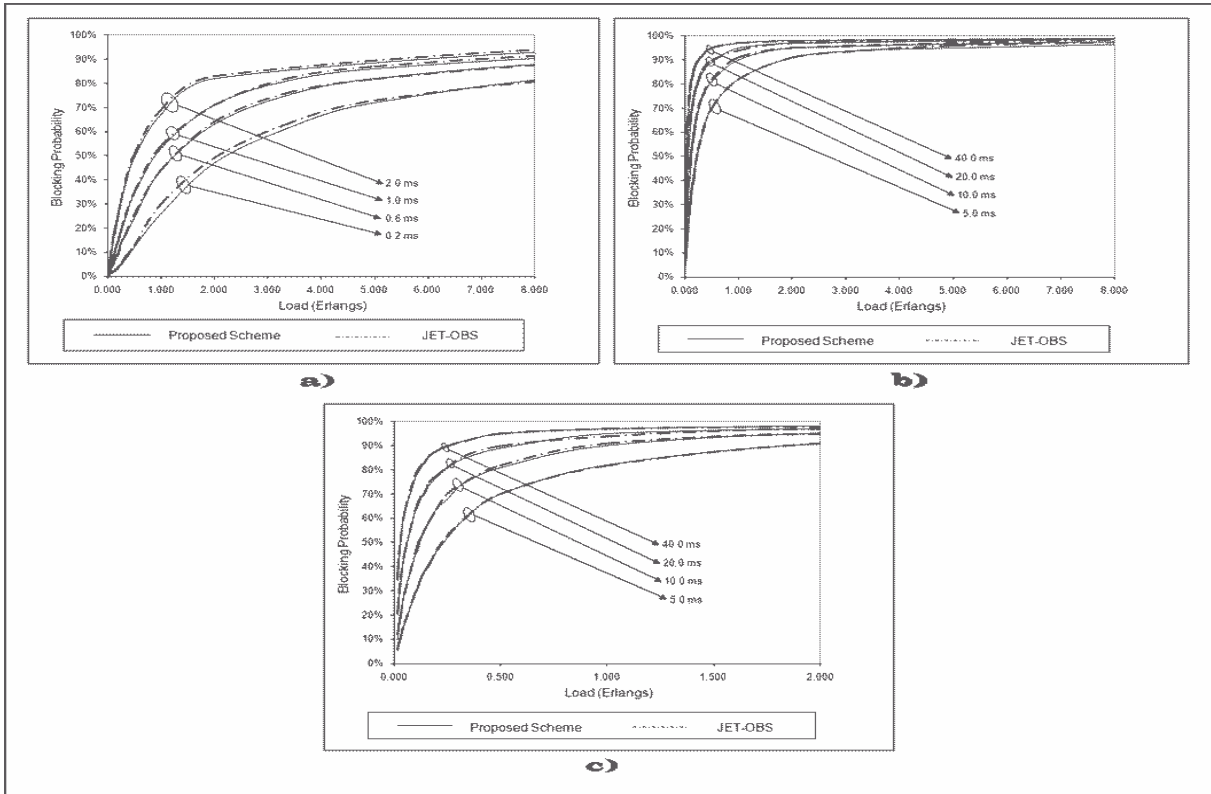 100%
90%
80%
70%
60%
50%
40%
30%
20%
10%
0%
Blocking Probability
2.0 ms
1.0 ms
0.6 ms
0.2 ms
0.000 1.000 2.000 3.000 4.000 5.000 6.000 7.000 8.000
Load (Erlangs)
Proposed Scheme JET-OBS
a)
100%
90%
80%
70%
60%
50%
40%
30%
20%
10%
0%
Blocking Probability
40.0 ms
20.0 ms
10.0 ms
5.0 ms
0.000 1.000 2.000 3.000 4.000 5.000 6.000 7.000 8.000
Load (Erlangs)
Proposed Scheme JET-OBS
b)
100%
90%
80%
70%
60%
50%
40%
30%
20%
10%
0%
Blocking Probability
40.0 ms
20.0 ms
10.0 ms
5.0 ms
0.000 0.500 1.000 1.500 2.000
Load (Erlangs)
Proposed Scheme JET-OBS
c)